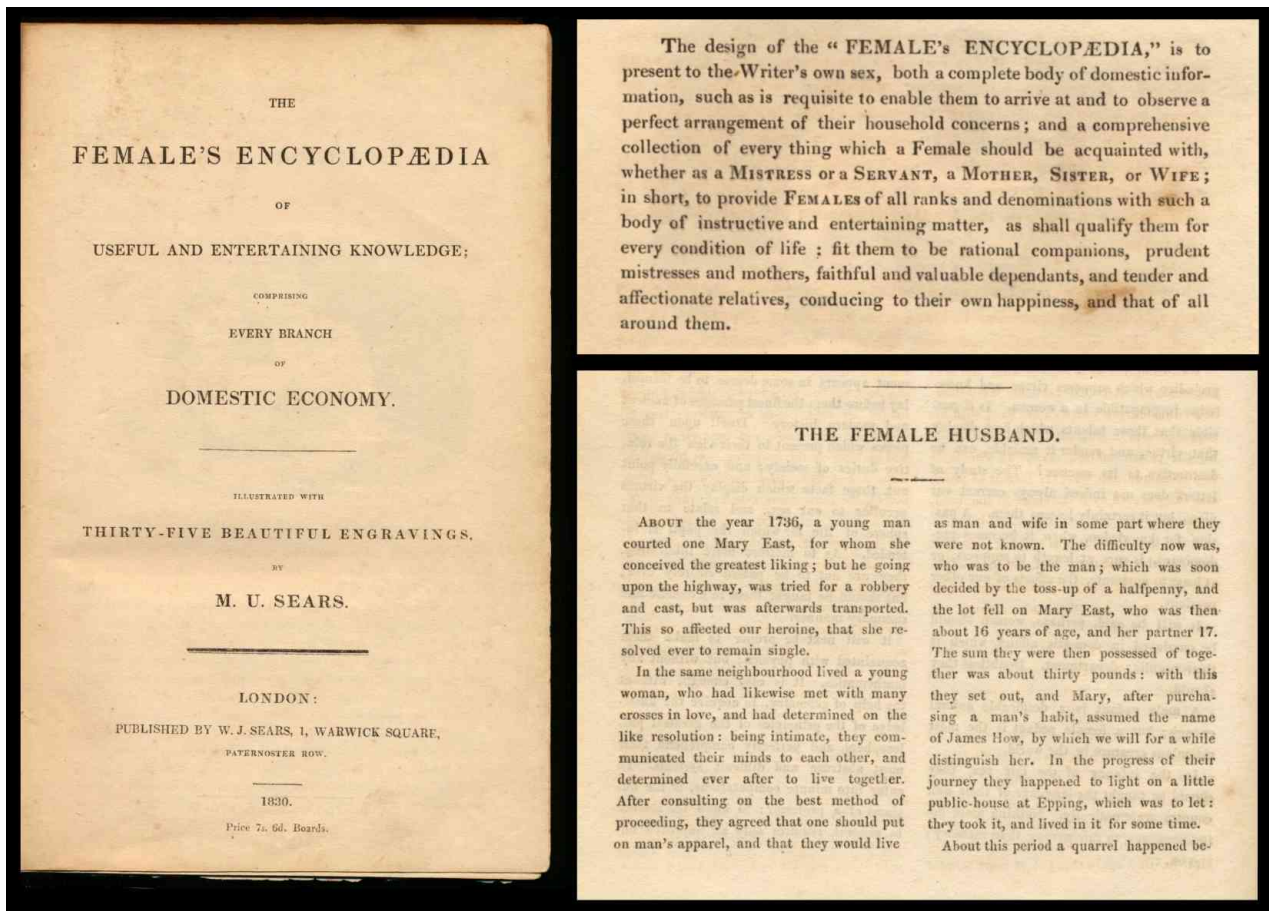 THE
FEMALE'S ENCYCLOPÆDIA
OF
USEFUL AND ENTERTAINING KNOWLEDGE;
COMPRISING
EVERY BRANCH
OF
DOMESTIC ECONOMY.
ILLUSTRATED WITH
THIRTY-FIVE BEAUTIFUL ENGRAVINGS,
BY
M. U. SEARS.
LONDON:
PUBLISHED BY W. J. SEARS, 1, WARWICK SQUARE,
PATERNOSTER ROW.
1830.
Price 7s. 6d. Boards.
The design of the “ FEMALE's ENCYCLOPÆDIA,” is to
present to the Writer's own sex, both a complete body of domestic infor-
mation, such as is requisite to enable them to arrive at and to observe a
perfect arrangement of their household concerns; and a comprehensive
collection of every thing which a Female should be acquainted with,
whether as a MISTRESS or a SERVANT, a MOTHER, SISTER, or WIFE;
in short, to provide FEMALES of all ranks and denominations with such a
body of instructive and entertaining matter, as shall qualify them for
every condition of life ; fit them to be rational companions, prudent
mistresses and mothers, faithful and valuable dependants, and tender and
affectionate relatives, conducing to their own happiness, and that of all
around them.
THE FEMALE HUSBAND.
ABOUT the year 1736, a young man
courted one Mary East, for whom she
conceived the greatest liking; but he going
upon the highway, was tried for a robbery
and cast, but was afterwards transported.
This so affected our heroine, that she re-
solved ever to remain single.
In the same neighbourhood lived a young
woman, who had likewise met with many
crosses in love, and had determined on the
like resolution : being intimate, they com-
municated their minds to each other, and
determined ever after to live together.
After consulting on the best method of
proceeding, they agreed that one should put
on man's apparel, and that they would live
as man and wife in some part where they
were not known. The difficulty now was,
who was to be the man; which was soon
decided by the toss-up of a halfpenny, and
the lot fell on Mary East, who was then
about 16 years of age, and her partner 17.
The sum they were then possessed of toge-
ther was about thirty pounds : with this
they set out, and Mary, after purcha-
sing a man's habit, assumed the name
of James How, by which we will for a while
distinguish her. In the progress of their
journey they happened to light on a little
public-house at Epping, which was to let :
they took it, and lived in it for some time.
About this period a quarrel happened be-